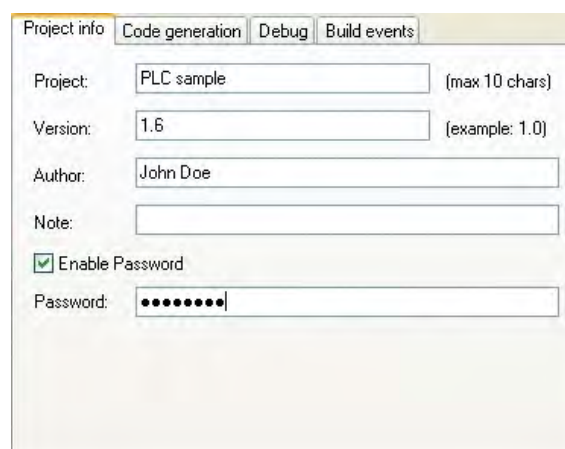 Project info Code generation Debug Build events
Project: PLC sample (max 10 chars)
Version: 1.6 (example: 1.0)
Author: John Doe
Note:
Enable Password
Password: ●●●●●●●●